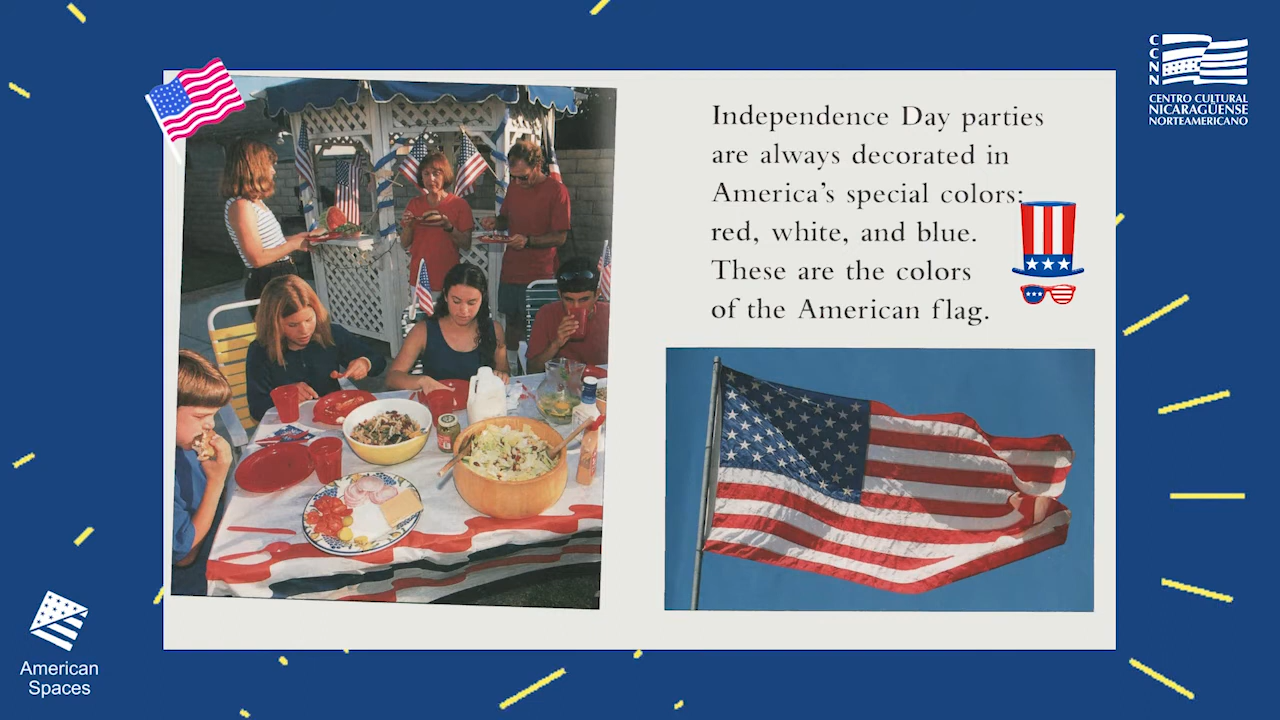 CCNN
CENTRO CULTURAL
NICARAGÜENSE
NORTEAMERICANO
Independence Day parties
are always decorated in
America's special colors:
red, white, and blue.
These are the colors
of the American flag.
American
Spaces